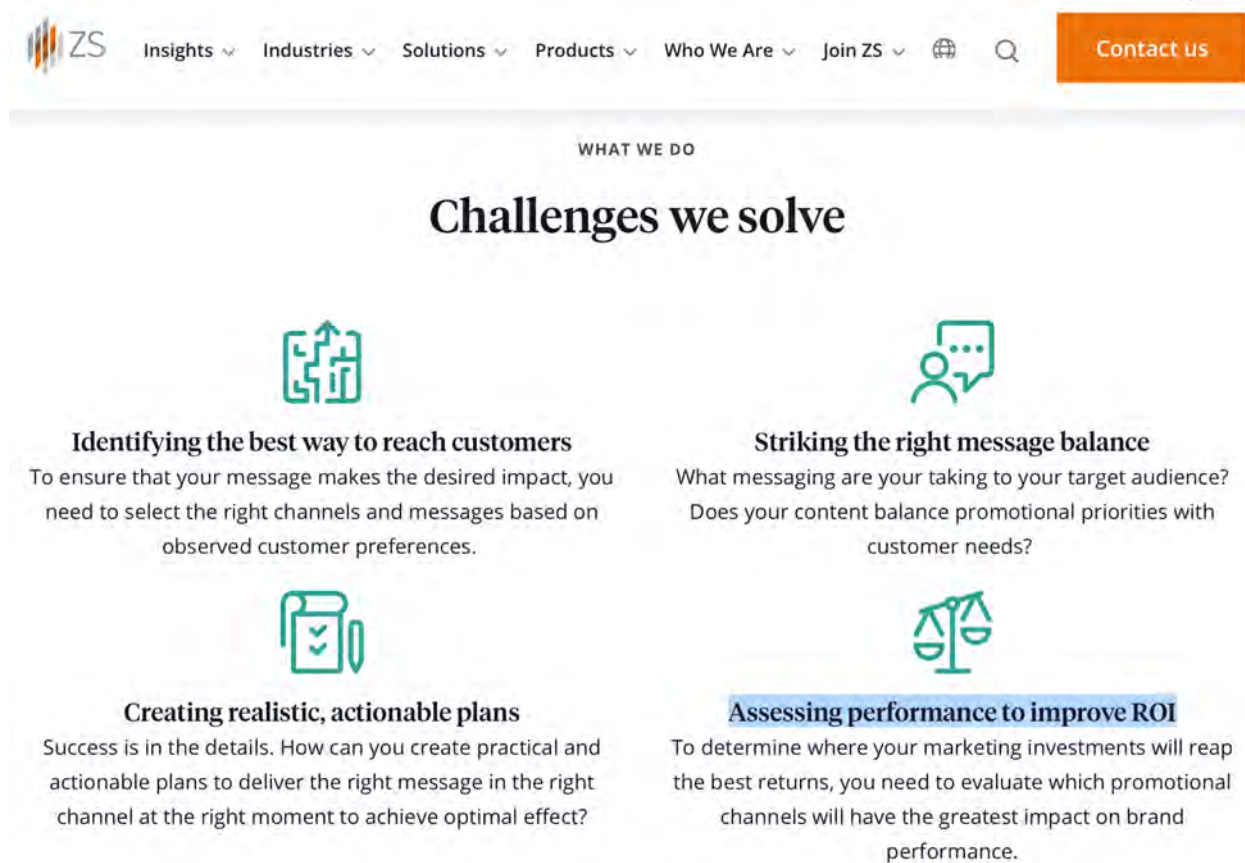 ZS
Insights
Industries
Solutions
Products
Who We Are
Join ZS
Contact us
WHAT WE DO
Challenges we solve
Identifying the best way to reach customers
To ensure that your message makes the desired impact, you
need to select the right channels and messages based on
observed customer preferences.
Striking the right message balance
What messaging are your taking to your target audience?
Does your content balance promotional priorities with
customer needs?
Creating realistic, actionable plans
Success is in the details. How can you create practical and
actionable plans to deliver the right message in the right
channel at the right moment to achieve optimal effect?
Assessing performance to improve ROI
To determine where your marketing investments will reap
the best returns, you need to evaluate which promotional
channels will have the greatest impact on brand
performance.